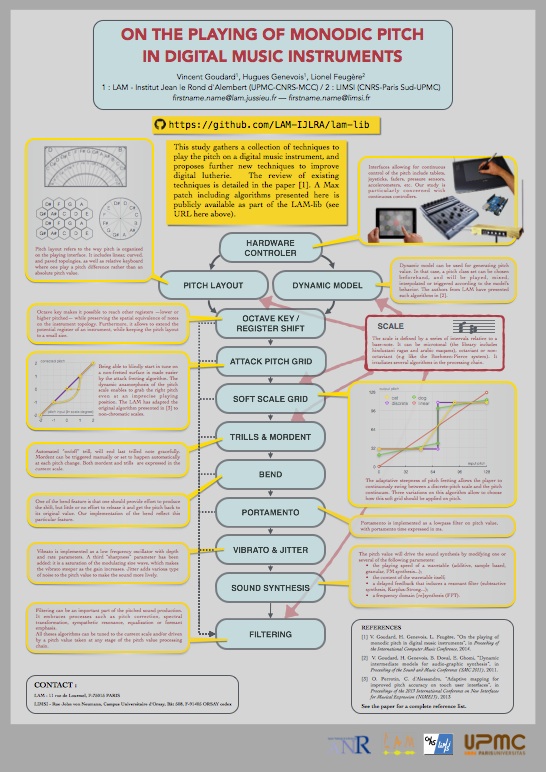 ON THE PLAYING OF MONODIC PITCH
IN DIGITAL MUSIC INSTRUMENTS
Vincent Goudard¹, Hugues Genevois¹, Lionel Feugère²
1 : LAM - Institut Jean le Rond d'Alembert (UPMC-CNRS-MCC) / 2 : LIMSI (CNRS-Paris Sud-UPMC)
firstname.name@lam.jussieu.fr — firstname.name@limsi.fr
https://github.com/LAM-IJLRA/lam-lib
This study gathers a collection of techniques to
play the pitch on a digital music instrument, and
proposes further new techniques to improve
digital lutherie. The review of existing
techniques is detailed in the paper [1]. A Max
patch including algorithms presented here is
publicly available as part of the LAM-lib (see
URL here above).
Interfaces allowing for continuous
control of the pitch include tablets,
joysticks, faders, pressure sensors,
accelerometers, etc. Our study is
particularly concerned with
continuous controllers.
Pitch layout refers to the way pitch is organised
on the playing interface. It includes linear, curved,
and paved topologies, as well as relative keyboard
where one play a pitch difference rather than an
absolute pitch value.
HARDWARE
CONTROLER
PITCH LAYOUT
DYNAMIC MODEL
Dynamic model can be used for generating pitch
value. In that case, a pitch class set can be chosen
beforehand, and will be played, mixed,
interpolated or triggered according to the model's
behavior. The authors from LAM have presented
such algorithms in [2].
Octave key makes it possible to reach other registers —lower or
higher pitches— while preserving the spatial equivalence of notes
on the instrument topology. Furthermore, it allows to extend the
potential register of an instrument, while keeping the pitch layout
to a small size.
OCTAVE KEY /
REGISTER SHIFT
SCALE
The scale is defined by a series of intervals relative to a
base-note. It can be microtonal (the library includes
hindustani ragas and arabic maqams), octavian or non-
octaviant (e.g. like the Bochmann-Pierce system). It
irradiates several algorithms in the processing chain.
ATTACK PITCH GRID
Being able to blindly start in tune on
a non-fretted surface is made easier
by the attack-fretting algorithm. The
dynamic anamorphosis of the pitch
scale enables to grab the right pitch
even at an imprecise playing
position. The LAM has adapted the
original algorithm presented in [3] to
non-chromatic scales.
SOFT SCALE GRID
The adaptive steepness of pitch fretting allows the player to
continuously swing between a discrete pitch scale and the pitch
continuum. Three variations on this algorithm allow to choose
how this soft grid should be applied on pitch.
TRILLS & MORDENT
Automated "on/off" trill, will end last trilled note gracefully.
Mordent can be triggered manually or set to happen automatically
at each pitch change. Both mordent and trills are expressed in the
current scale.
BEND
One of the bend feature is that one should provide effort to produce
the shift, but little or no effort to release it and get the pitch back to
its original value. Our implementation of the bend reflect this
particular feature.
PORTAMENTO
Portamento is implemented as a lowpass filter on pitch value,
with portamento time expressed in ms.
VIBRATO & JITTER
Vibrato is implemented as a low-frequency oscillator with depth
and rate parameters. A third "sharpness" parameter has been
added; it is a saturation of the modulating sine wave, which makes
the vibrato sharper as the gain increases. Jitter adds various type
of noise to the pitch value to make the sound more lively.
The pitch value will drive the sound synthesis by modifying one or
several of the following parameters:
• the playing speed of a wavetable (additive, sample based,
granular, FM synthesis...);
• the content of the wavetable itself;
• a delayed feedback that induces a resonant filter (subtractive
synthesis, Karplus-Strong...);
• a frequency domain (re)synthesis (FFT).
SOUND SYNTHESIS
Filtering can be an important part of the pitched sound production.
It embraces processes such as pitch correction, spectral
transformation, sympathetic resonance, equalisation or formant
emphasis.
All theses algorithms can be tuned to the current scale and/or driven
by a pitch value taken at any stage of the pitch value processing
chain.
FILTERING
REFERENCES
[1] V. Goudard, H. Genevois, L. Feugère, "On the playing of
monodic pitch in digital music instruments", in Proceeding of
the International Computer Music Conference, 2014.
[2] V. Goudard, H. Genevois, B. Doval, E. Ghomi, "Dynamic
intermediate models for audio-graphic synthesis", in
Proceeding of the Sound and Music Conference (SMC 2011), 2011.
[3] O. Perrotin, C. d'Alessandro, "Adaptive mapping for
improved pitch accuracy on touch user interfaces", in
Proceedings of the 2013 International Conference on New Interfaces
for Musical Expression (NIME13), 2013.
See the paper for a complete reference list.
CONTACT :
LAM : 11 rue de Lourmel, F-75015 PARIS
LIMSI - Rue John von Neumann, Campus Universitaire d'Orsay, Bât 508, F-91405 ORSAY cedex
UPMC
PARISUNIVERSITAS